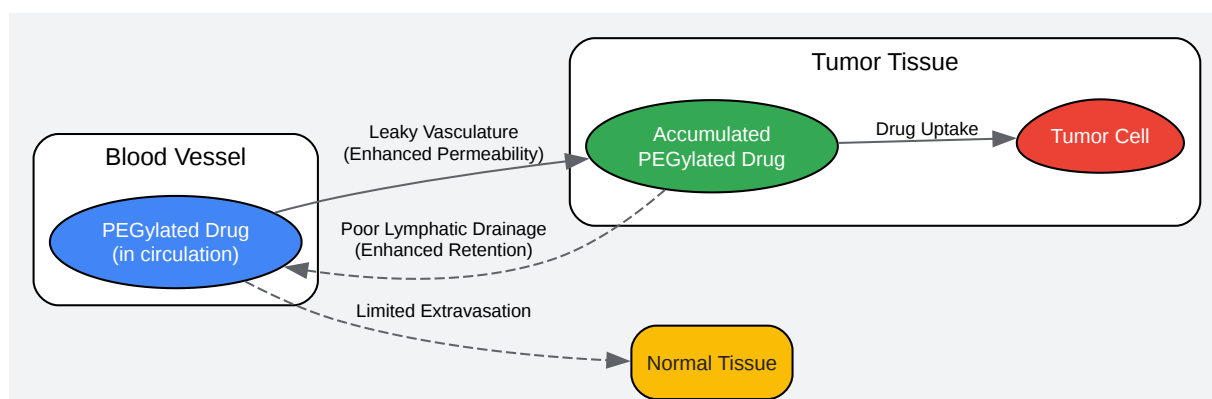 Tumor Tissue
Blood Vessel
Leaky Vasculature
(Enhanced Permeability)
Accumulated
PEGylated Drug
Drug Uptake
Tumor Cell
PEGylated Drug
(in circulation)
Poor Lymphatic Drainage
(Enhanced Retention)
Limited Extravasation
Normal Tissue